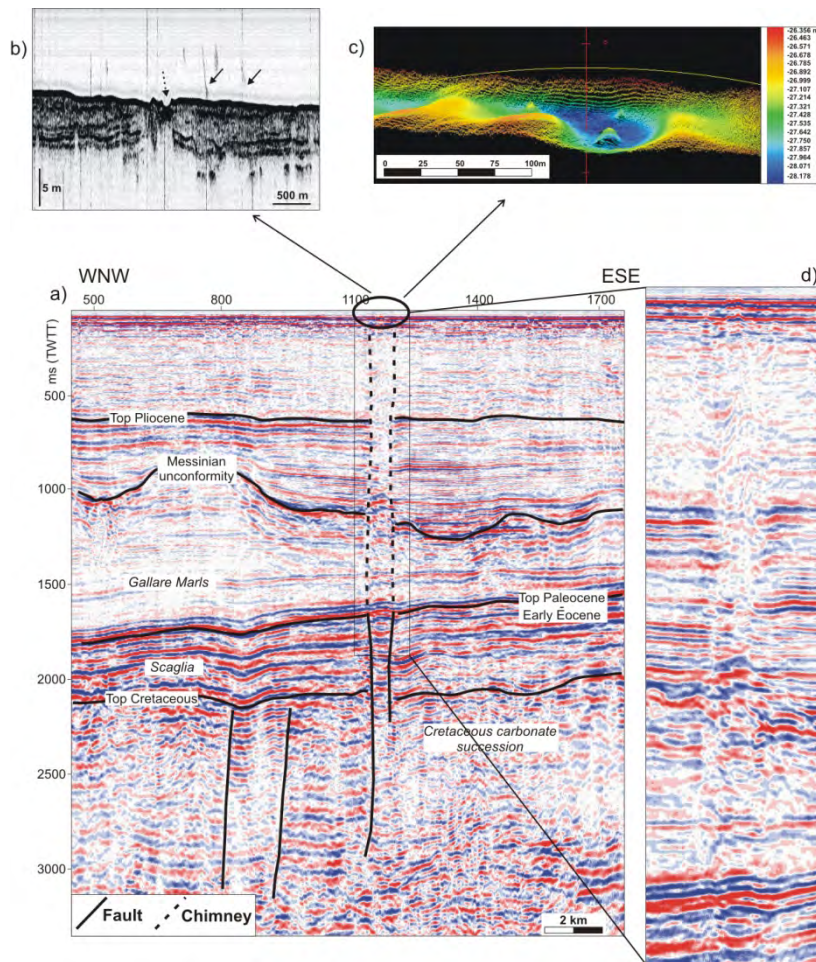 b)
5 m
500 m
c)
0 25 50 75 100m
-26.356 m
-26.463
-26.571
-26.678
-26.785
-26.892
-26.999
-27.107
-27.214
-27.321
-27.428
-27.535
-27.642
-27.750
-27.857
-27.964
-28.071
-28.178
WNW
ESE
a)
500 800 1100 1400 1700
ms (TWTT)
500
1000
1500
2000
2500
3000
Top Pliocene
Messinian
unconformity
Gallare Marls
Top Paleocene
Early Eocene
Scaglia
Top Cretaceous
Cretaceous carbonate
succession
Fault
Chimney
2 km
d)